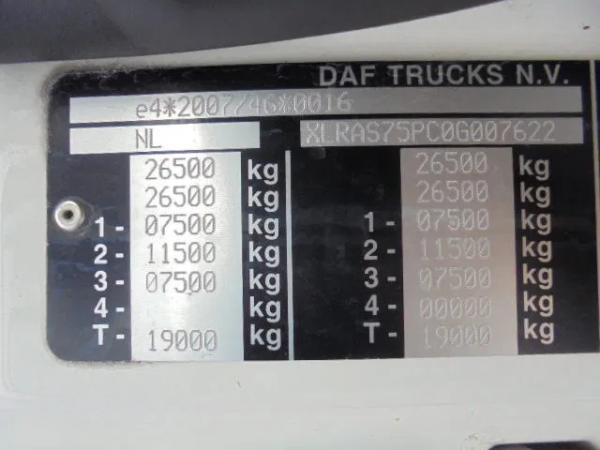 DAF TRUCKS N.V.
e4*2007/46*0016
NL XLRAS75PC0G007622
26500 kg 26500 kg
26500 kg 26500 kg
1- 07500 kg 1- 07500 kg
2- 11500 kg 2- 11500 kg
3- 07500 kg 3- 07500 kg
4- kg 4- 00000 kg
T- 19000 kg T- 19000 kg